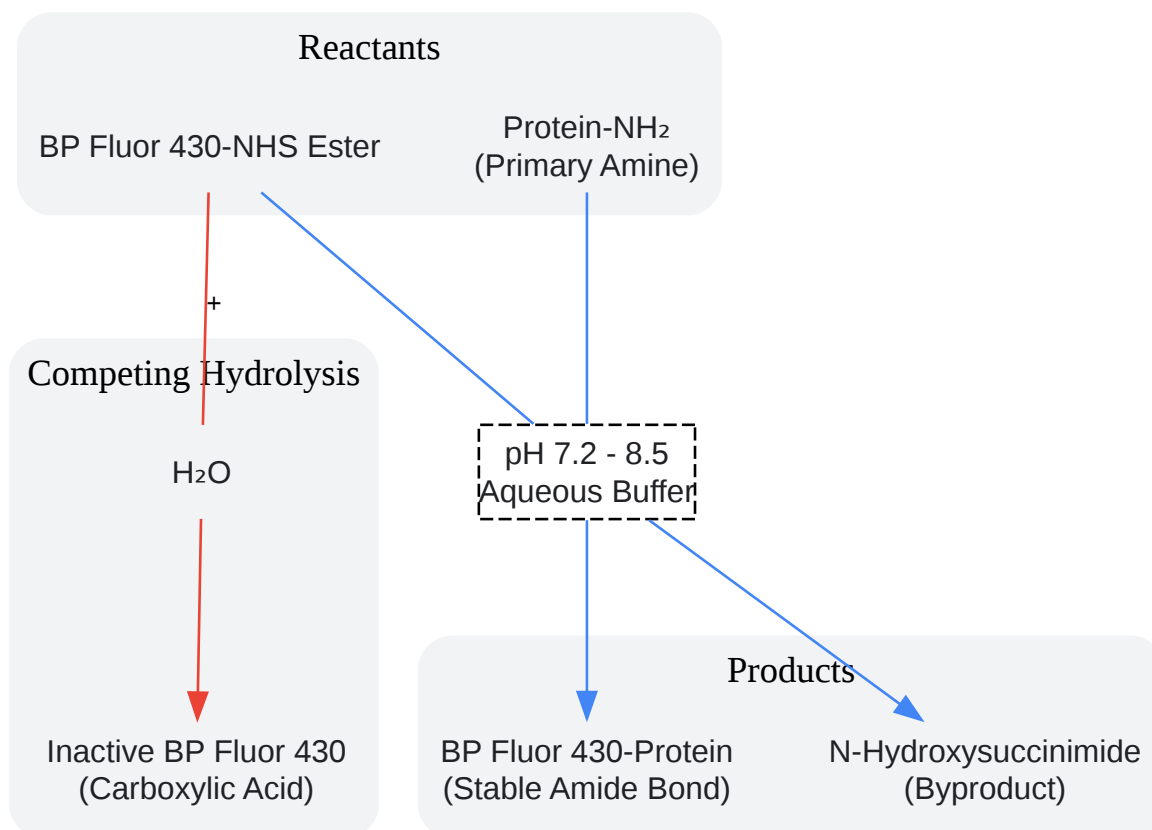 Reactants
BP Fluor 430-NHS Ester
Protein-NH₂
(Primary Amine)
+
Competing Hydrolysis
H₂O
pH 7.2 - 8.5
Aqueous Buffer
Products
Inactive BP Fluor 430
(Carboxylic Acid)
BP Fluor 430-Protein
(Stable Amide Bond)
N-Hydroxysuccinimide
(Byproduct)